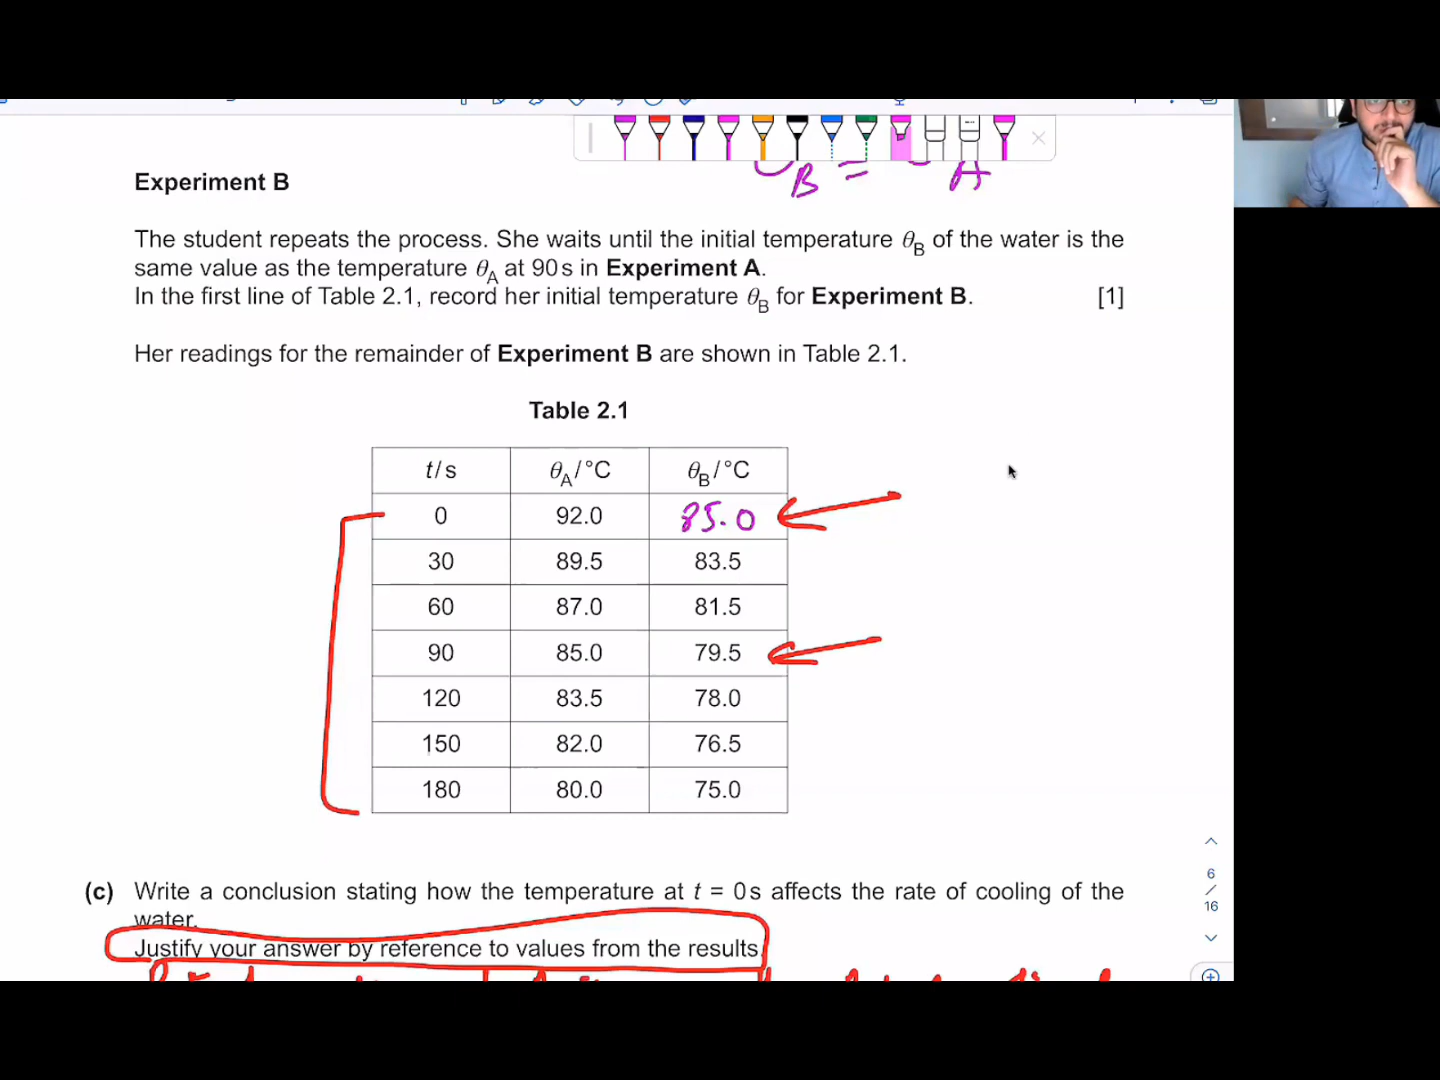 B = A
Experiment B
The student repeats the process. She waits until the initial temperature θB of the water is the
same value as the temperature θA at 90 s in Experiment A.
In the first line of Table 2.1, record her initial temperature θB for Experiment B. [1]
Her readings for the remainder of Experiment B are shown in Table 2.1.
Table 2.1
t/s θA/°C θB/°C
0 92.0 85.0
30 89.5 83.5
60 87.0 81.5
90 85.0 79.5
120 83.5 78.0
150 82.0 76.5
180 80.0 75.0
(c) Write a conclusion stating how the temperature at t = 0 s affects the rate of cooling of the
water.
Justify your answer by reference to values from the results
6
/
16